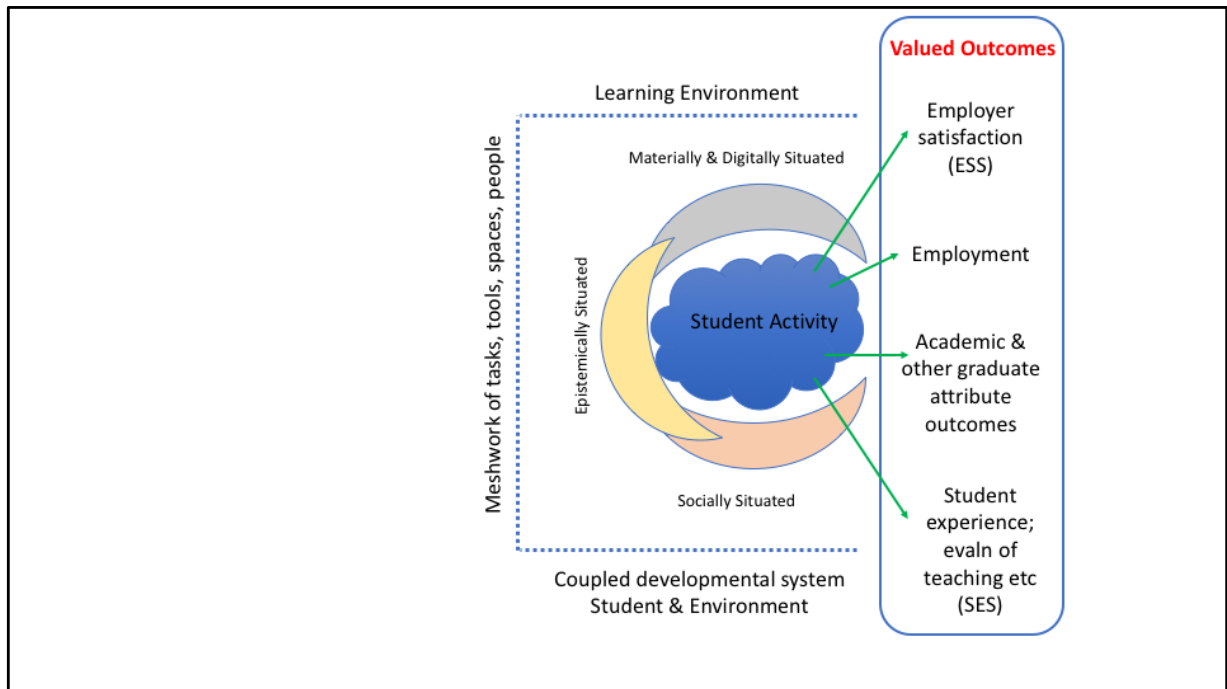 Valued Outcomes
Learning Environment
Employer
satisfaction
(ESS)
Materially & Digitally Situated
Meshwork of tasks, tools, spaces, people
Epistemically Situated
Student Activity
Employment
Academic &
other graduate
attribute
outcomes
Socially Situated
Student
experience;
evaln of
teaching etc
(SES)
Coupled developmental system
Student & Environment